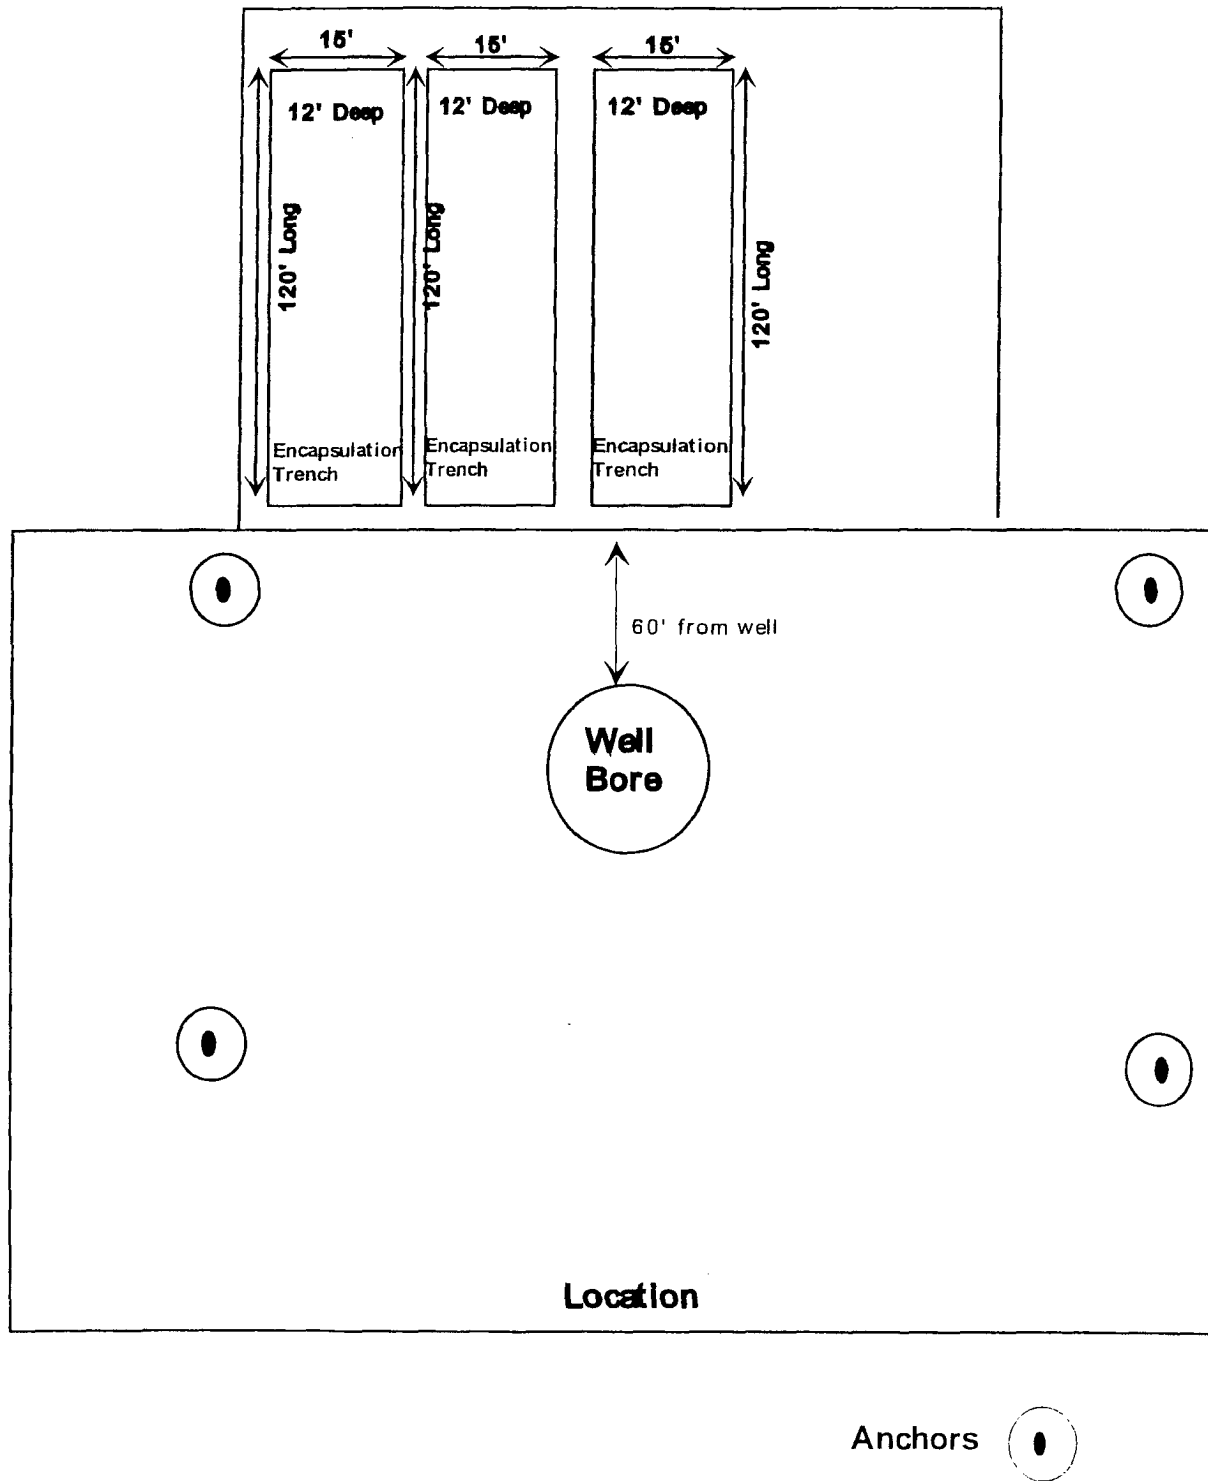 15'
15'
15'
12' Deep
12' Deep
12' Deep
120' Long
120' Long
120' Long
Encapsulation
Trench
Encapsulation
Trench
Encapsulation
Trench
60' from well
Well
Bore
Location
Anchors